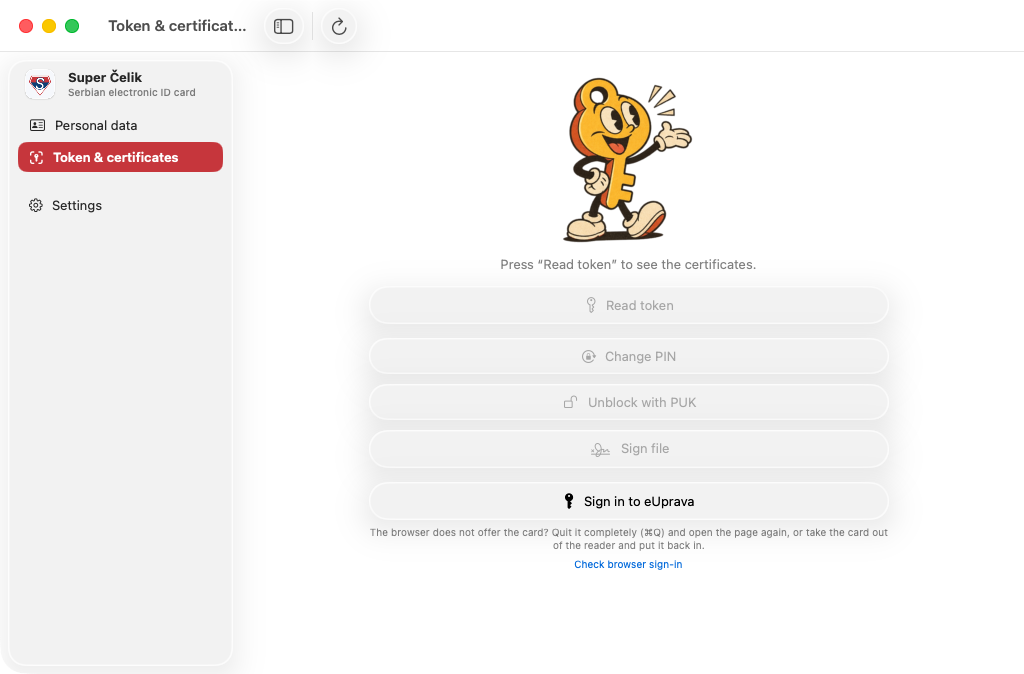 Token & certificat...
Super Čelik
Serbian electronic ID card
Personal data
Token & certificates
Settings
Press “Read token” to see the certificates.
Read token
Change PIN
Unblock with PUK
Sign file
Sign in to eUprava
The browser does not offer the card? Quit it completely (⌘Q) and open the page again, or take the card out
of the reader and put it back in.
Check browser sign-in